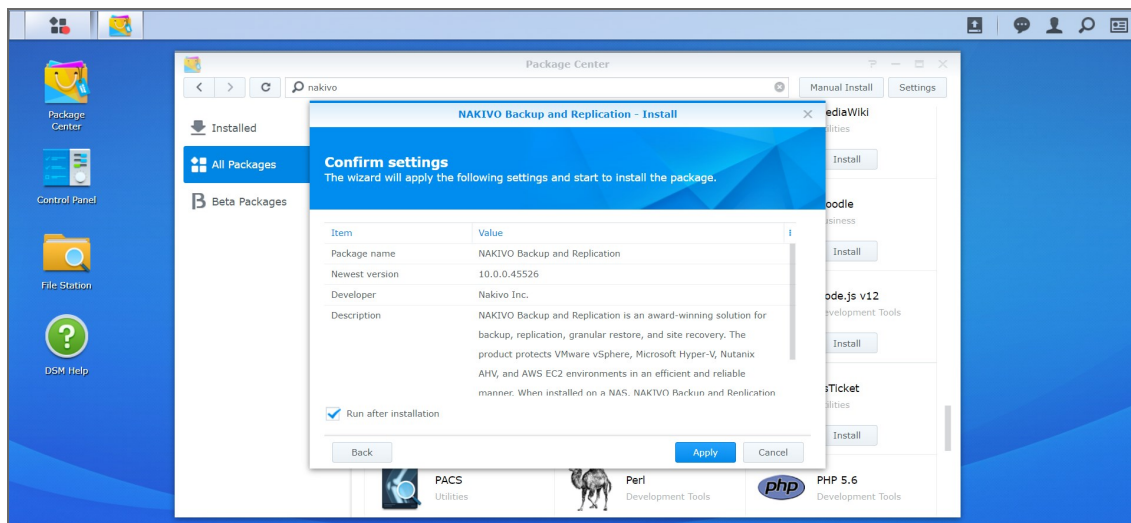 Package Center
nakivo
Manual Install
Settings
Package
Center
Control Panel
File Station
DSM Help
Installed
All Packages
Beta Packages
NAKIVO Backup and Replication - Install
Confirm settings
The wizard will apply the following settings and start to install the package.
Item Value
Package name NAKIVO Backup and Replication
Newest version 10.0.0.45526
Developer Nakivo Inc.
Description NAKIVO Backup and Replication is an award-winning solution for
backup, replication, granular restore, and site recovery. The
product protects VMware vSphere, Microsoft Hyper-V, Nutanix
AHV, and AWS EC2 environments in an efficient and reliable
manner. When installed on a NAS, NAKIVO Backup and Replication
Run after installation
Back
Apply
Cancel
ediaWiki
ilities
Install
oodle
usiness
Install
ode.js v12
evelopment Tools
Install
sTicket
ilities
Install
PACS
Utilities
Perl
Development Tools
php
PHP 5.6
Development Tools